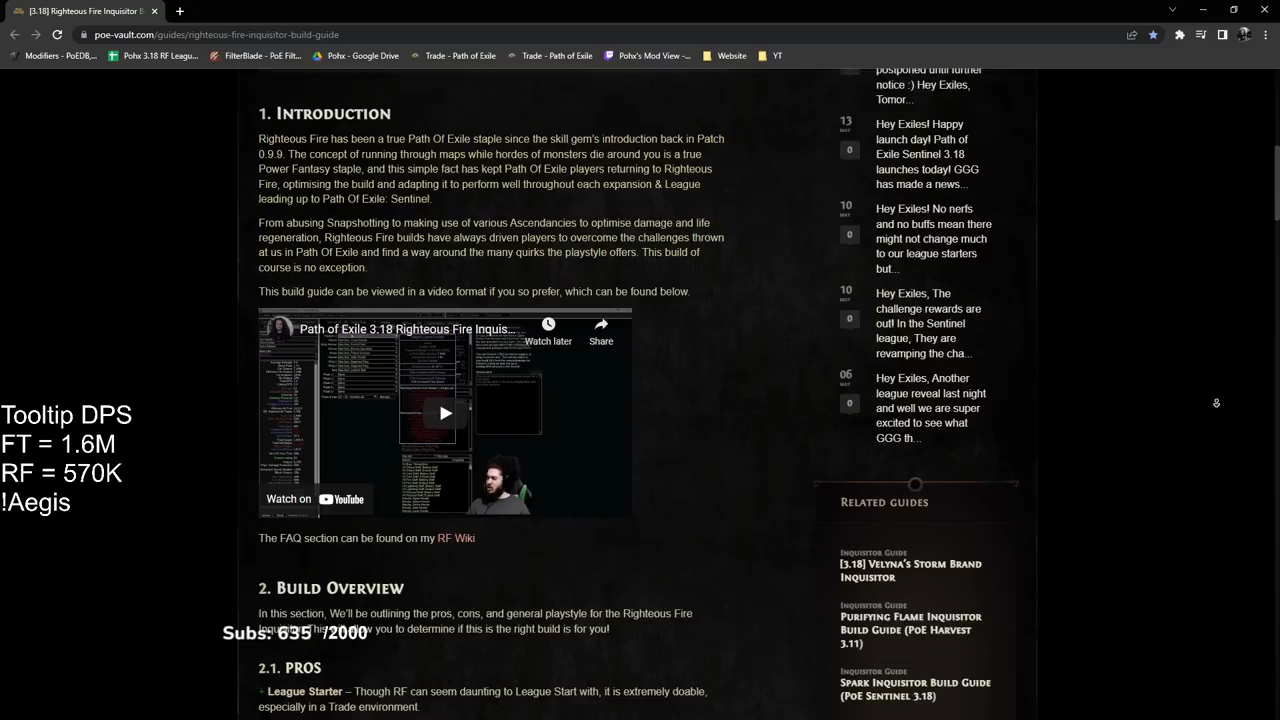 [3.18] Righteous Fire Inquisitor B
poe-vault.com/guides/righteous-fire-inquisitor-build-guide
Modifiers - PoEDB,...
Pohx 3.18 RF Leagu...
FilterBlade - PoE Filt...
Pohx - Google Drive
Trade - Path of Exile
Trade - Path of Exile
Pohx's Mod View -...
Website
YT
1. Introduction
Righteous Fire has been a true Path Of Exile staple since the skill gem's introduction back in Patch
0.9.9. The concept of running through maps while hordes of monsters die around you is a true
Power Fantasy staple, and this simple fact has kept Path Of Exile players returning to Righteous
Fire, optimising the build and adapting it to perform well throughout each expansion & League
leading up to Path Of Exile: Sentinel.
From abusing Snapshotting to making use of various Ascendancies to optimise damage and life
regeneration, Righteous Fire builds have always driven players to overcome the challenges thrown
at us in Path Of Exile and find a way around the many quirks the playstyle offers. This build of
course is no exception.
This build guide can be viewed in a video format if you so prefer, which can be found below.
Path of Exile 3.18 Righteous Fire Inquis...
Watch later
Share
Watch on YouTube
The FAQ section can be found on my RF Wiki
2. Build Overview
In this section, We'll be outlining the pros, cons, and general playstyle for the Righteous Fire
you to determine if this is the right build is for you!
2.1. PROS
+ League Starter – Though RF can seem daunting to League Start with, it is extremely doable,
especially in a Trade environment.
Tooltip DPS
FT = 1.6M
RF = 570K
!Aegis
Subs: 635 /2000
postponed until further
notice :) Hey Exiles,
Tomor...
13
MAY
0
Hey Exiles! Happy
launch day! Path of
Exile Sentinel 3.18
launches today! GGG
has made a news...
10
MAY
0
Hey Exiles! No nerfs
and no buffs mean there
might not change much
to our league starters
but...
10
MAY
0
Hey Exiles, The
challenge rewards are
out! In the Sentinel
league, They are
revamping the cha...
06
MAY
0
Hey Exiles, Another
league reveal last night
and well we are super
excited to see what
GGG th...
Related Guides
Inquisitor Guide
[3.18] Velyna's Storm Brand
Inquisitor
Inquisitor Guide
Purifying Flame Inquisitor
Build Guide (PoE Harvest
3.11)
Inquisitor Guide
Spark Inquisitor Build Guide
(PoE Sentinel 3.18)